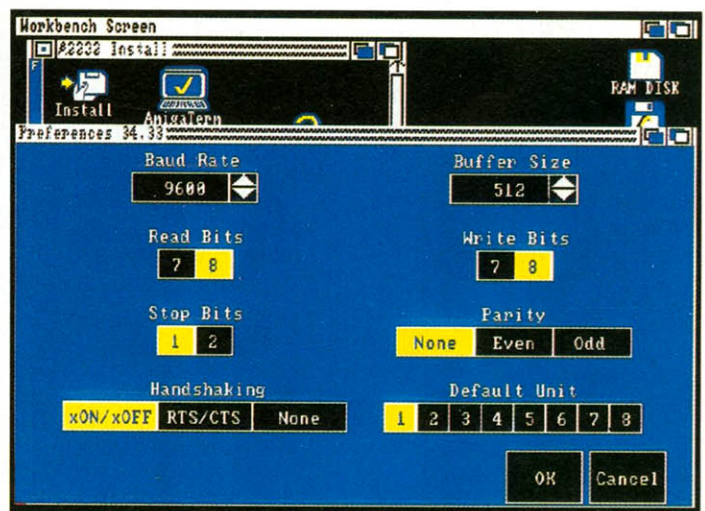 Workbench Screen
A2232 Install
Install
AmigaTerm
RAM DISK
Preferences 34.33
Baud Rate
Buffer Size
9600
512
Read Bits
Write Bits
7 8
7 8
Stop Bits
Parity
1 2
None Even Odd
Handshaking
Default Unit
xON/xOFF RTS/CTS None
1 2 3 4 5 6 7 8
OK Cancel